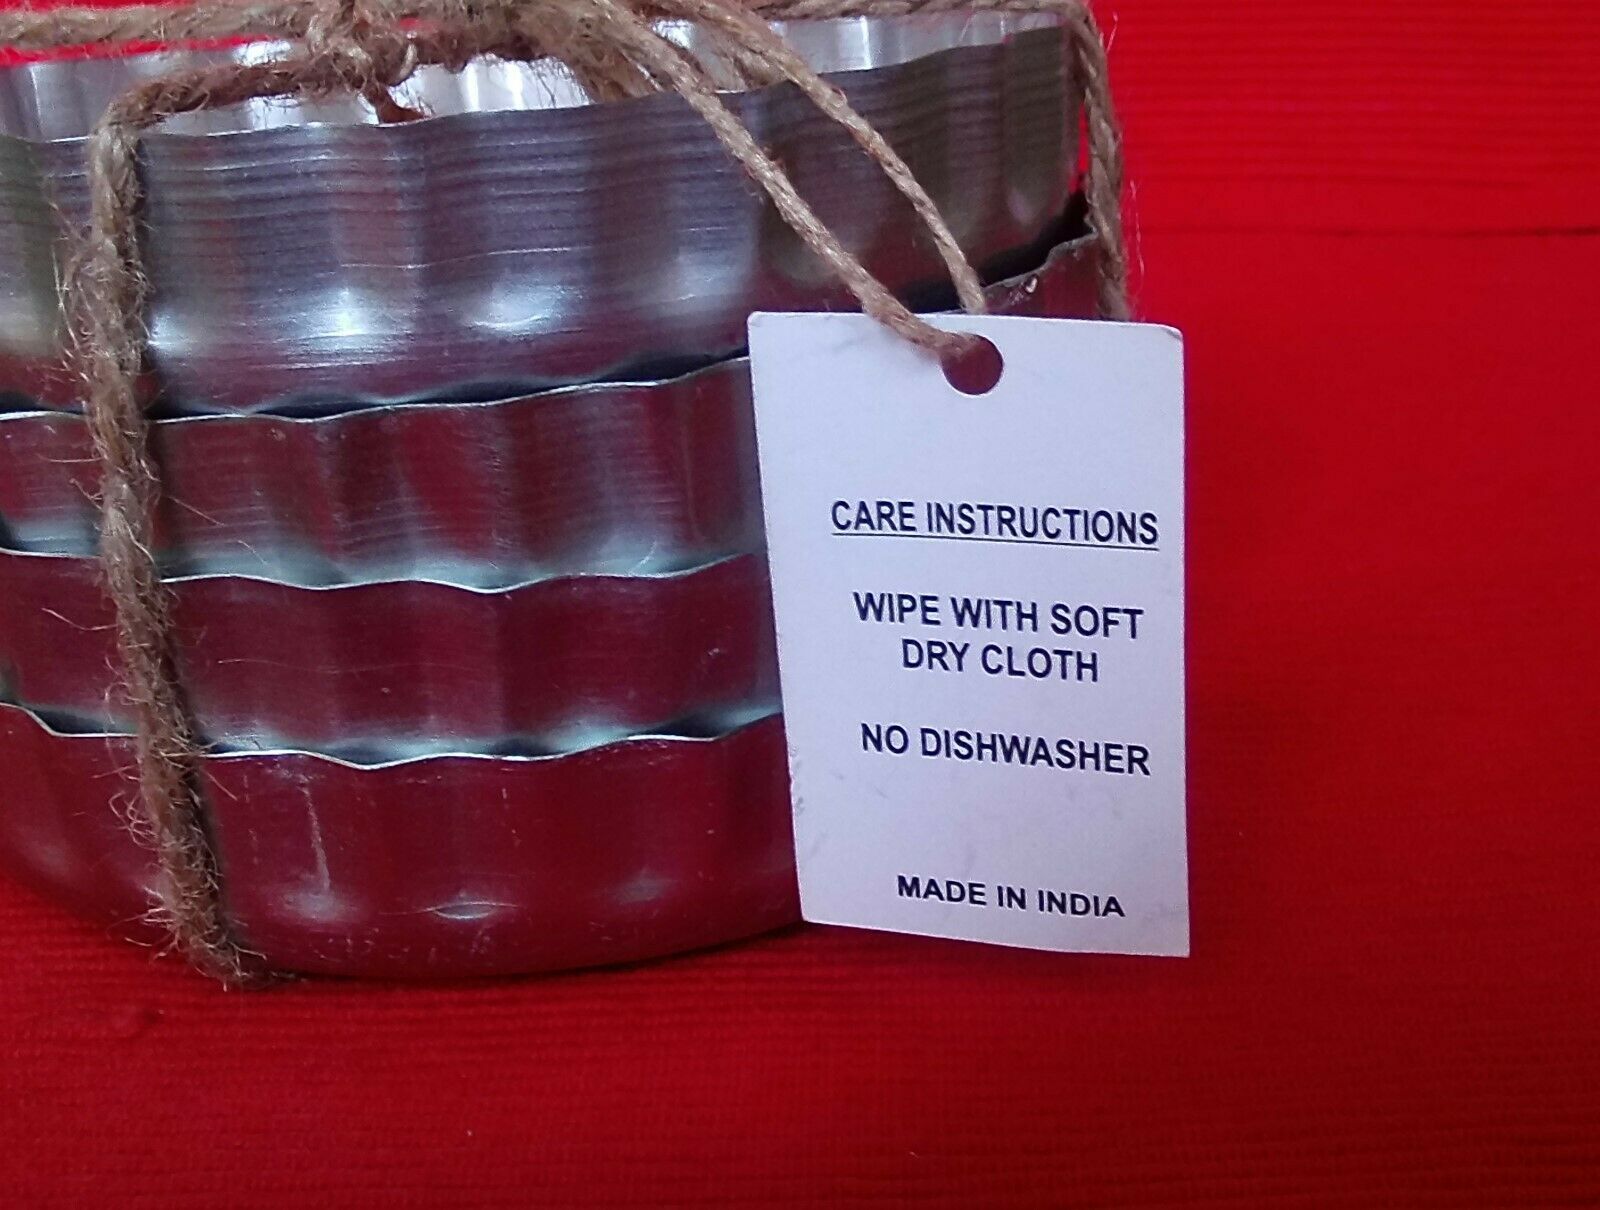 CARE INSTRUCTIONS
WIPE WITH SOFT
DRY CLOTH
NO DISHWASHER
MADE IN INDIA